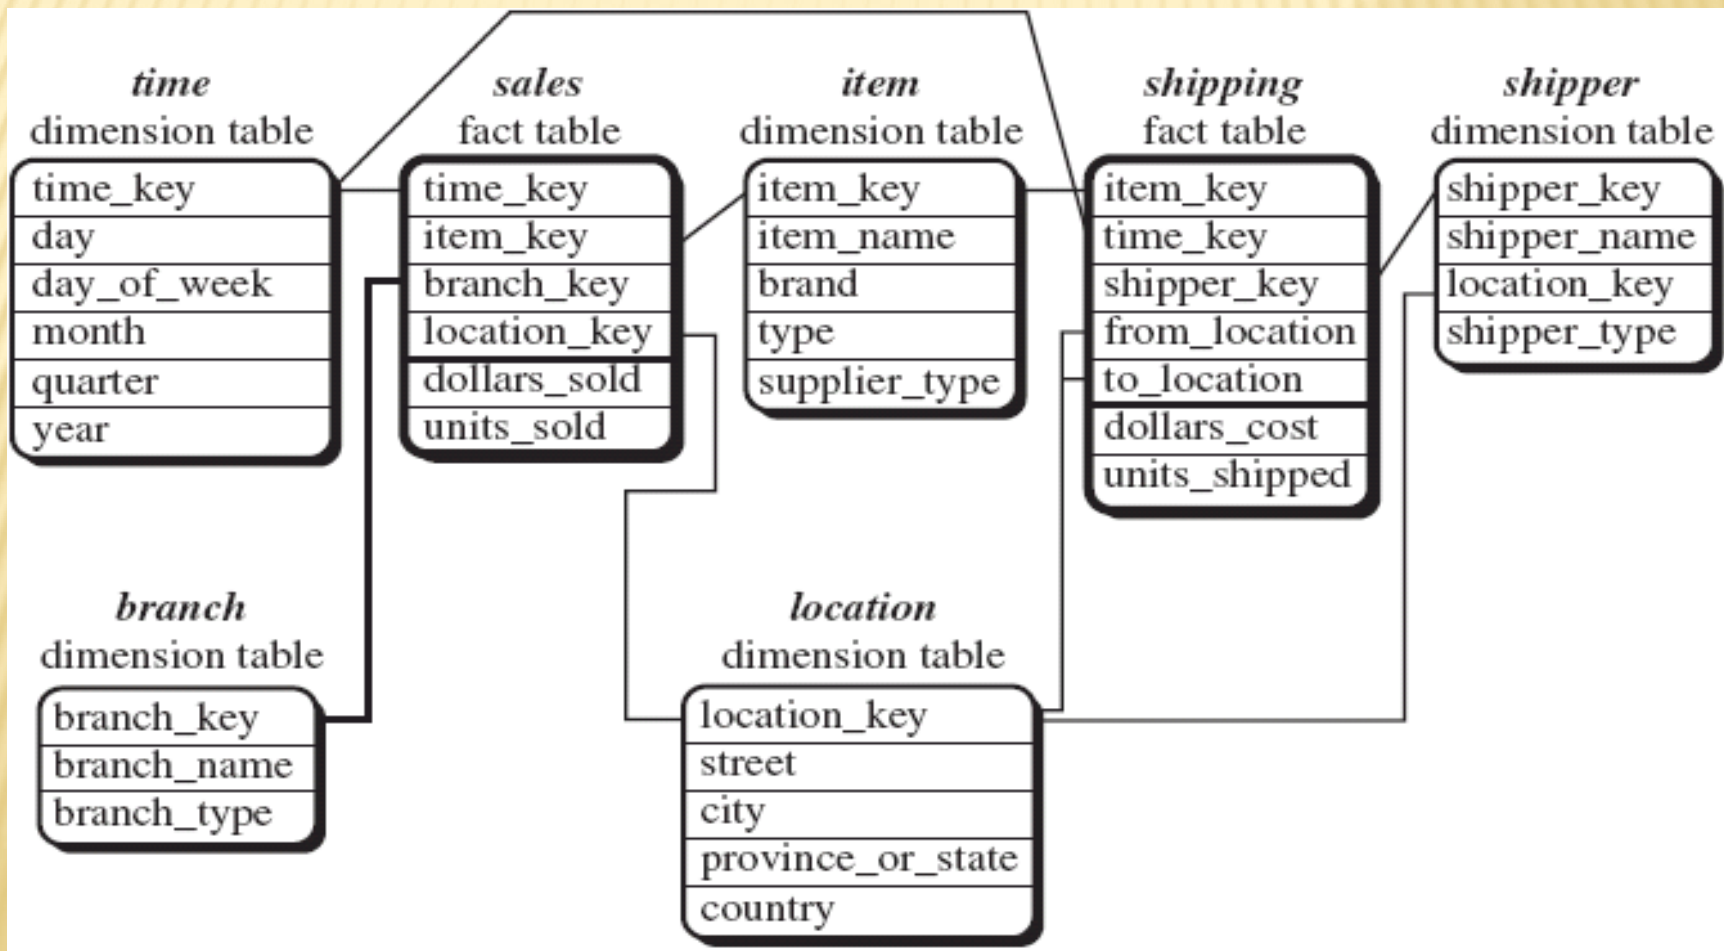 time
dimension table
time_key
day
day_of_week
month
quarter
year
sales
fact table
time_key
item_key
branch_key
location_key
dollars_sold
units_sold
item
dimension table
item_key
item_name
brand
type
supplier_type
shipping
fact table
item_key
time_key
shipper_key
from_location
to_location
dollars_cost
units_shipped
shipper
dimension table
shipper_key
shipper_name
location_key
shipper_type
branch
dimension table
branch_key
branch_name
branch_type
location
dimension table
location_key
street
city
province_or_state
country